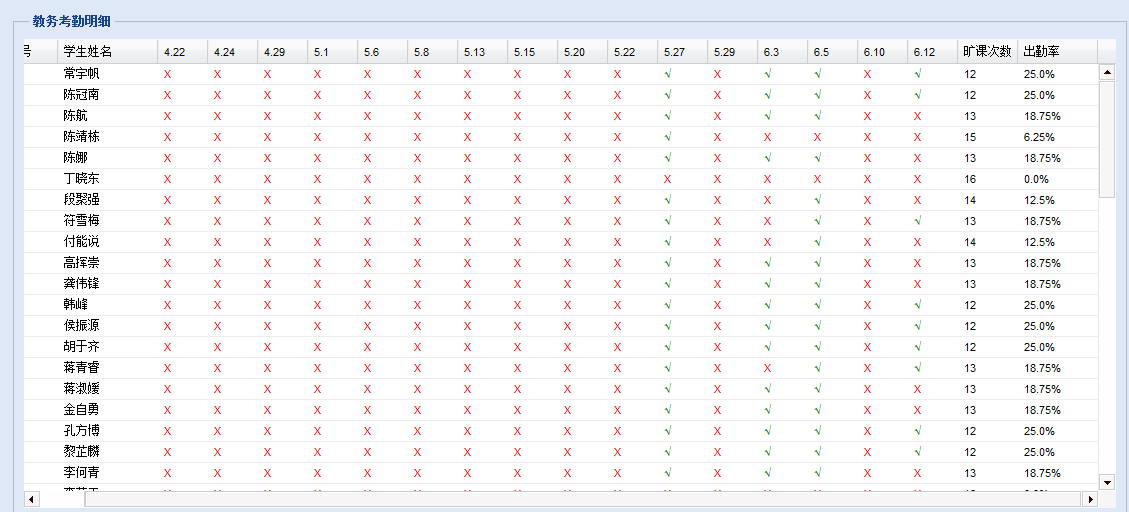 教务考勤明细
号 学生姓名 4.22 4.24 4.29 5.1 5.6 5.8 5.13 5.15 5.20 5.22 5.27 5.29 6.3 6.5 6.10 6.12 旷课次数 出勤率
常宇帆 X X X X X X X X X X √ X √ √ X √ 12 25.0%
陈冠南 X X X X X X X X X X √ X √ √ X √ 12 25.0%
陈航 X X X X X X X X X X √ X √ √ X X 13 18.75%
陈靖栋 X X X X X X X X X X √ X X X X X 15 6.25%
陈娜 X X X X X X X X X X √ X √ √ X X 13 18.75%
丁晓东 X X X X X X X X X X X X X X X X 16 0.0%
段聚强 X X X X X X X X X X √ X X √ X X 14 12.5%
符雪梅 X X X X X X X X X X √ X X √ X √ 13 18.75%
付能说 X X X X X X X X X X √ X X √ X X 14 12.5%
高挥崇 X X X X X X X X X X √ X √ √ X X 13 18.75%
龚伟锋 X X X X X X X X X X √ X √ √ X X 13 18.75%
韩峰 X X X X X X X X X X √ X √ √ X √ 12 25.0%
侯振源 X X X X X X X X X X √ X √ √ X √ 12 25.0%
胡于齐 X X X X X X X X X X √ X √ √ X √ 12 25.0%
蒋青睿 X X X X X X X X X X √ X X √ X √ 13 18.75%
蒋淑媛 X X X X X X X X X X √ X √ √ X X 13 18.75%
金自勇 X X X X X X X X X X √ X √ √ X X 13 18.75%
孔方博 X X X X X X X X X X √ X √ √ X √ 12 25.0%
黎芷麟 X X X X X X X X X X √ X √ √ X √ 12 25.0%
李何青 X X X X X X X X X X √ X √ √ X X 13 18.75%